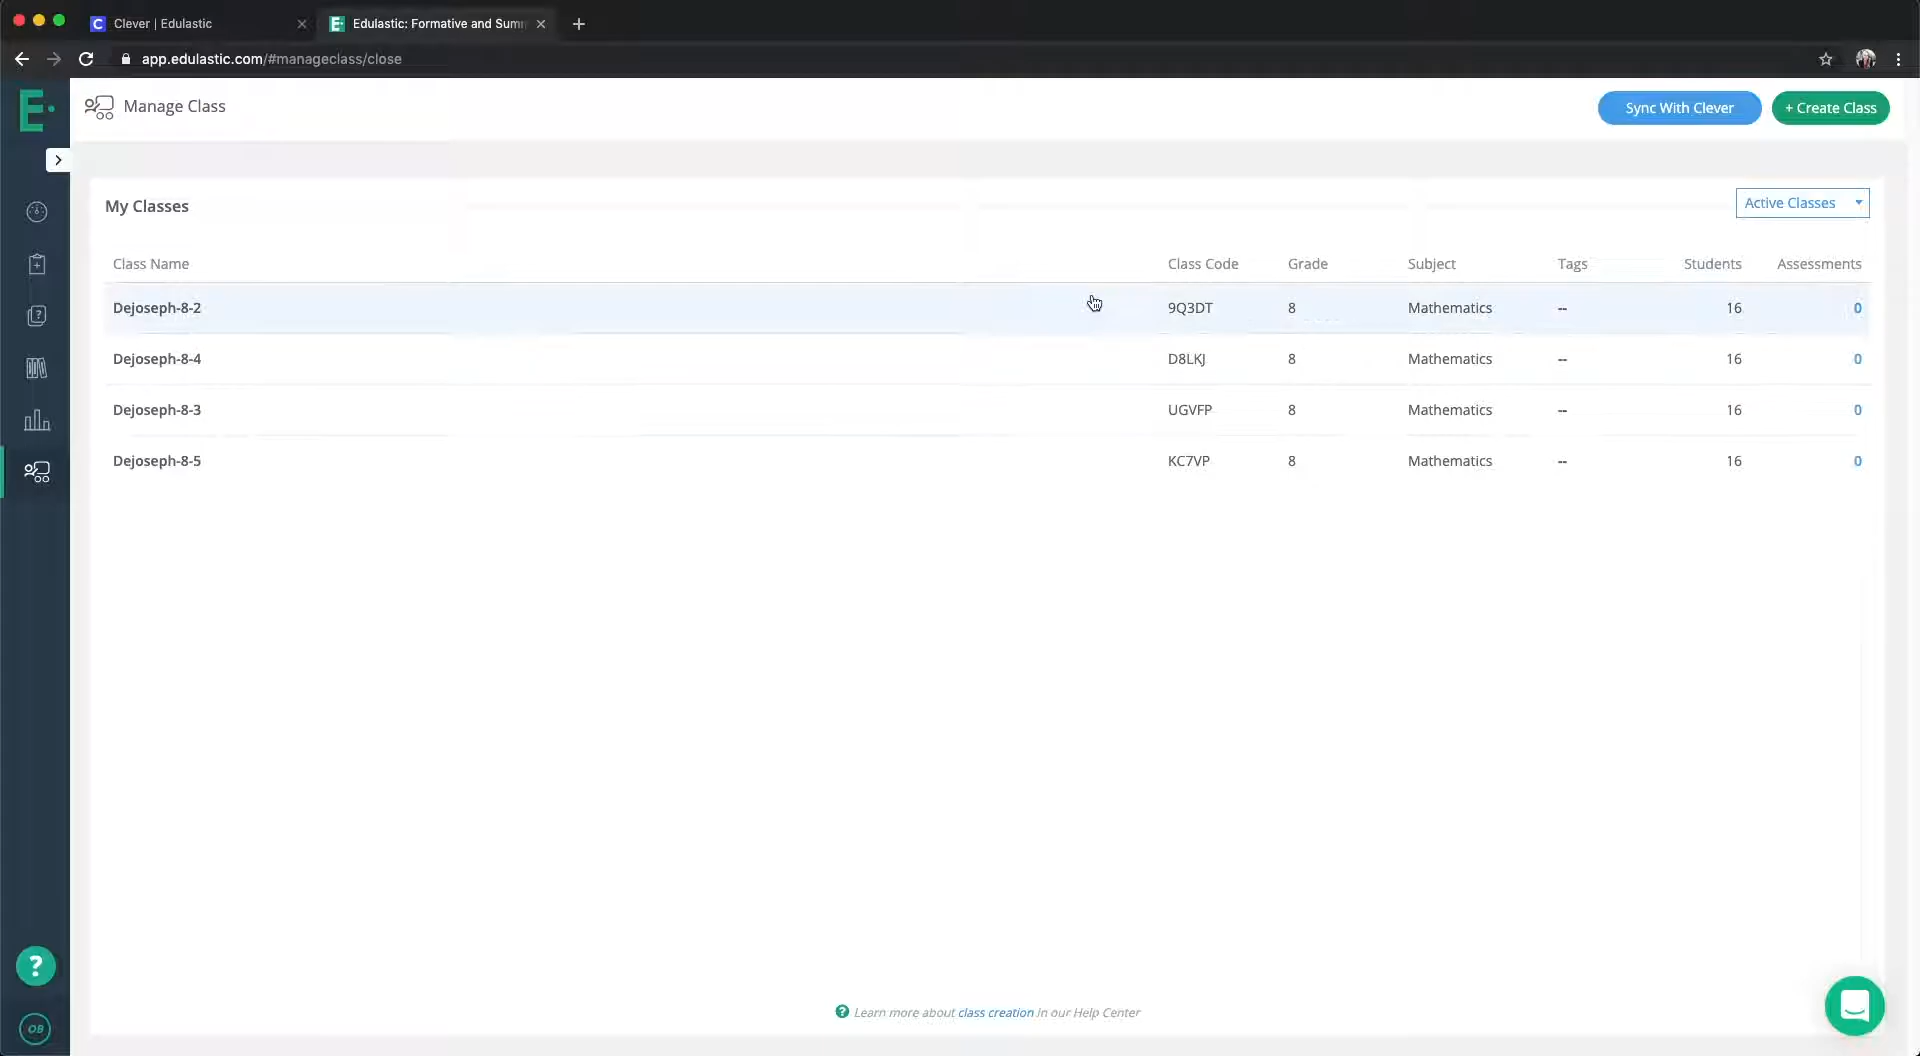 Clever | Edulastic
Edulastic: Formative and Sum
app.edulastic.com/#manageclass/close
Manage Class
Sync With Clever
+ Create Class
My Classes
Active Classes
Class Name Class Code Grade Subject Tags Students Assessments
Dejoseph-8-2 9Q3DT 8 Mathematics -- 16 0
Dejoseph-8-4 D8LKJ 8 Mathematics -- 16 0
Dejoseph-8-3 UGVFP 8 Mathematics -- 16 0
Dejoseph-8-5 KC7VP 8 Mathematics -- 16 0
? Learn more about class creation in our Help Center
?
OB